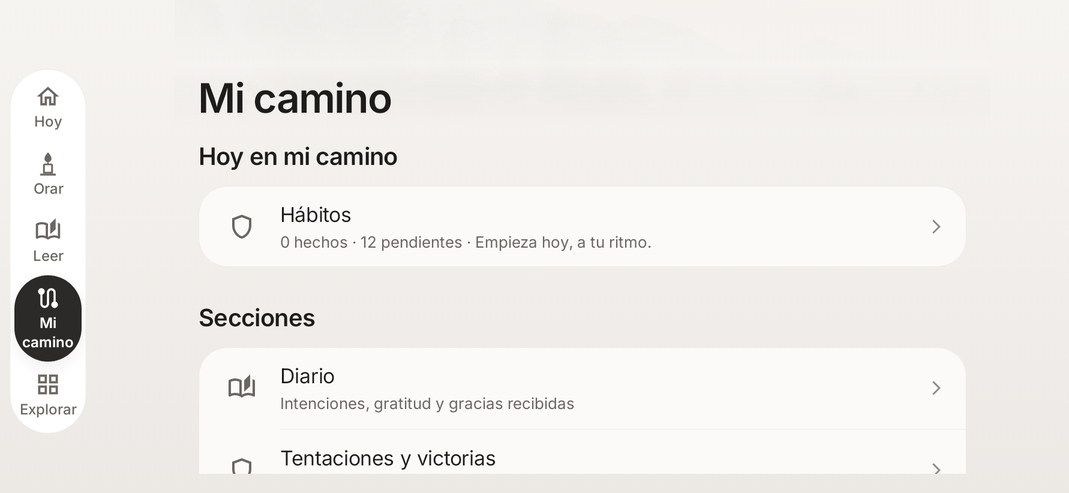 Hoy
Orar
Leer
Mi
camino
Explorar
Mi camino
Hoy en mi camino
Hábitos
0 hechos · 12 pendientes · Empieza hoy, a tu ritmo.
Secciones
Diario
Intenciones, gratitud y gracias recibidas
Tentaciones y victorias